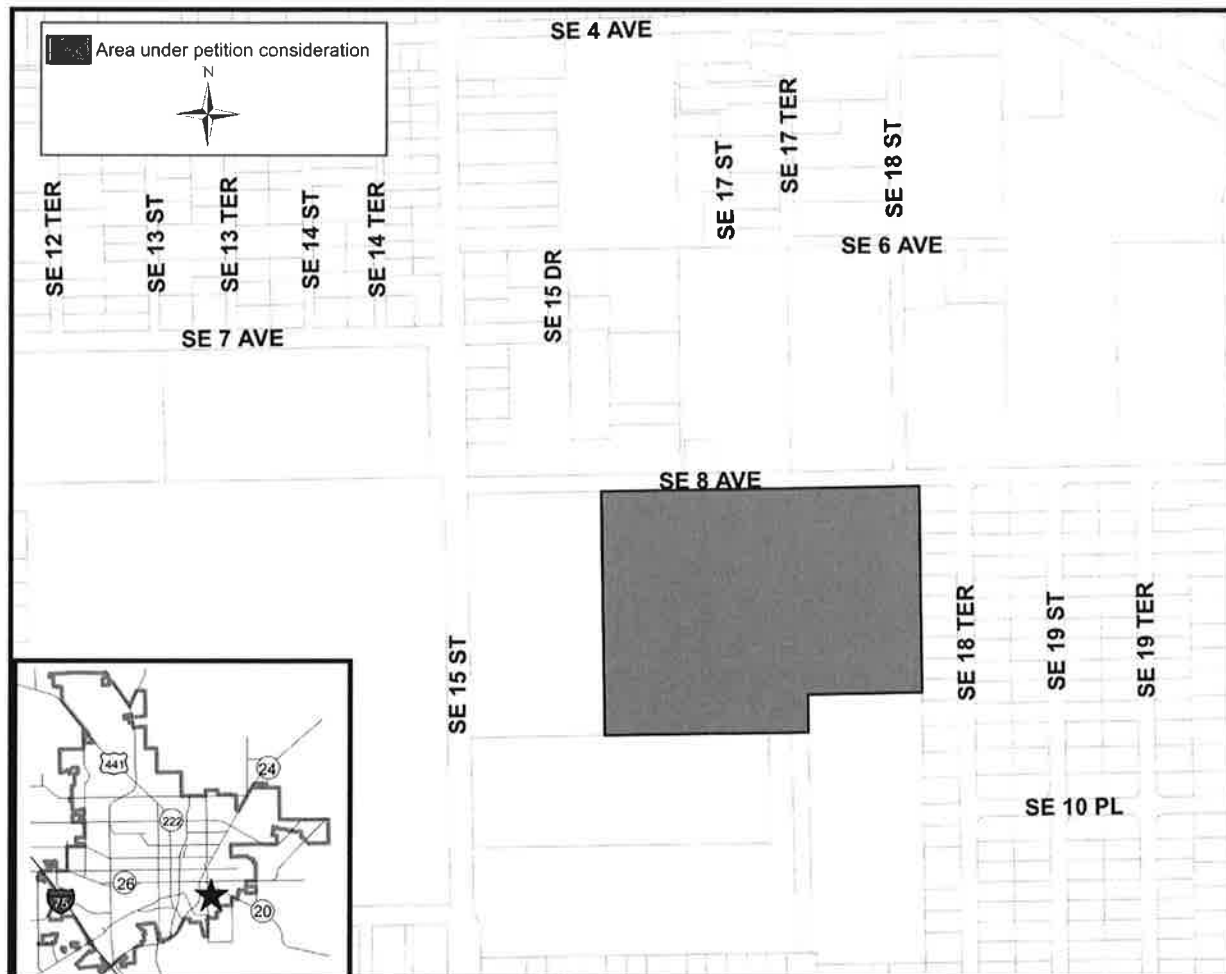 SE 4 AVE
Area under petition consideration
N
SE 17 TER
SE 18 ST
SE 17 ST
SE 12 TER
SE 13 ST
SE 13 TER
SE 14 ST
SE 14 TER
SE 6 AVE
SE 15 DR
SE 7 AVE
SE 8 AVE
SE 15 ST
SE 18 TER
SE 19 ST
SE 19 TER
441
24
222
SE 10 PL
26
75
20